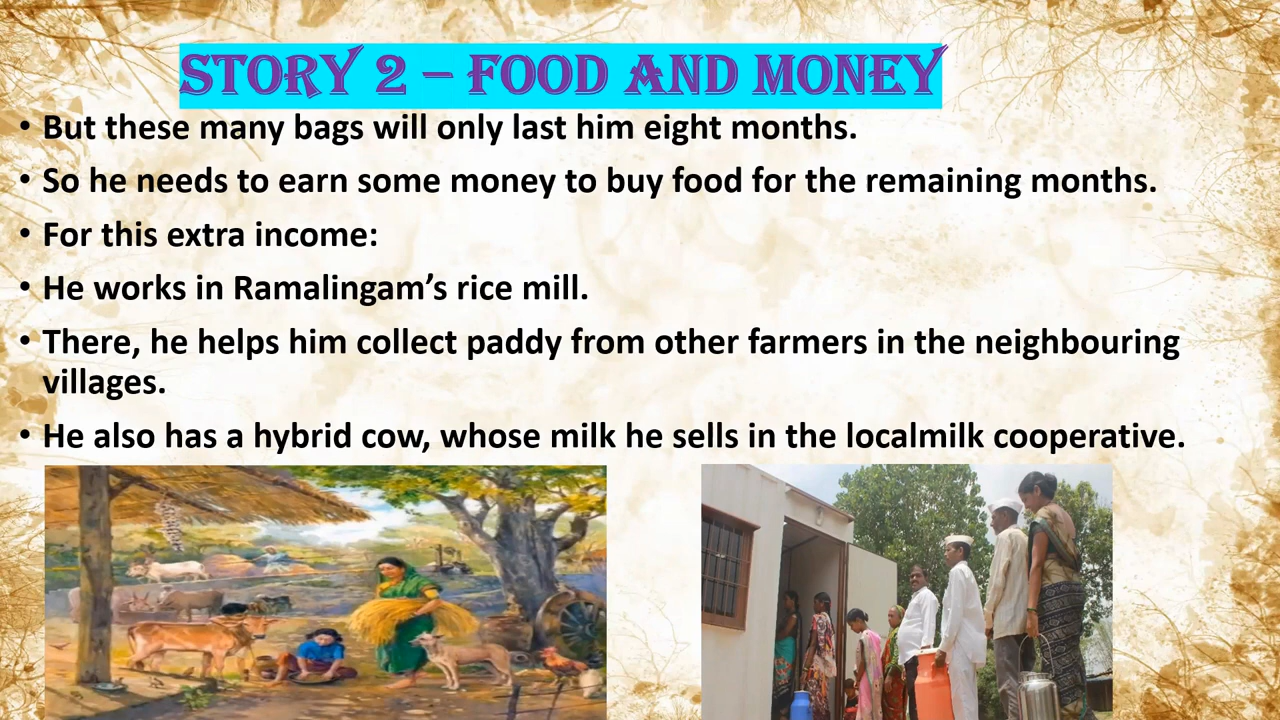 STORY 2 – FOOD AND MONEY
• But these many bags will only last him eight months.
• So he needs to earn some money to buy food for the remaining months.
• For this extra income:
• He works in Ramalingam’s rice mill.
• There, he helps him collect paddy from other farmers in the neighbouring
villages.
• He also has a hybrid cow, whose milk he sells in the localmilk cooperative.